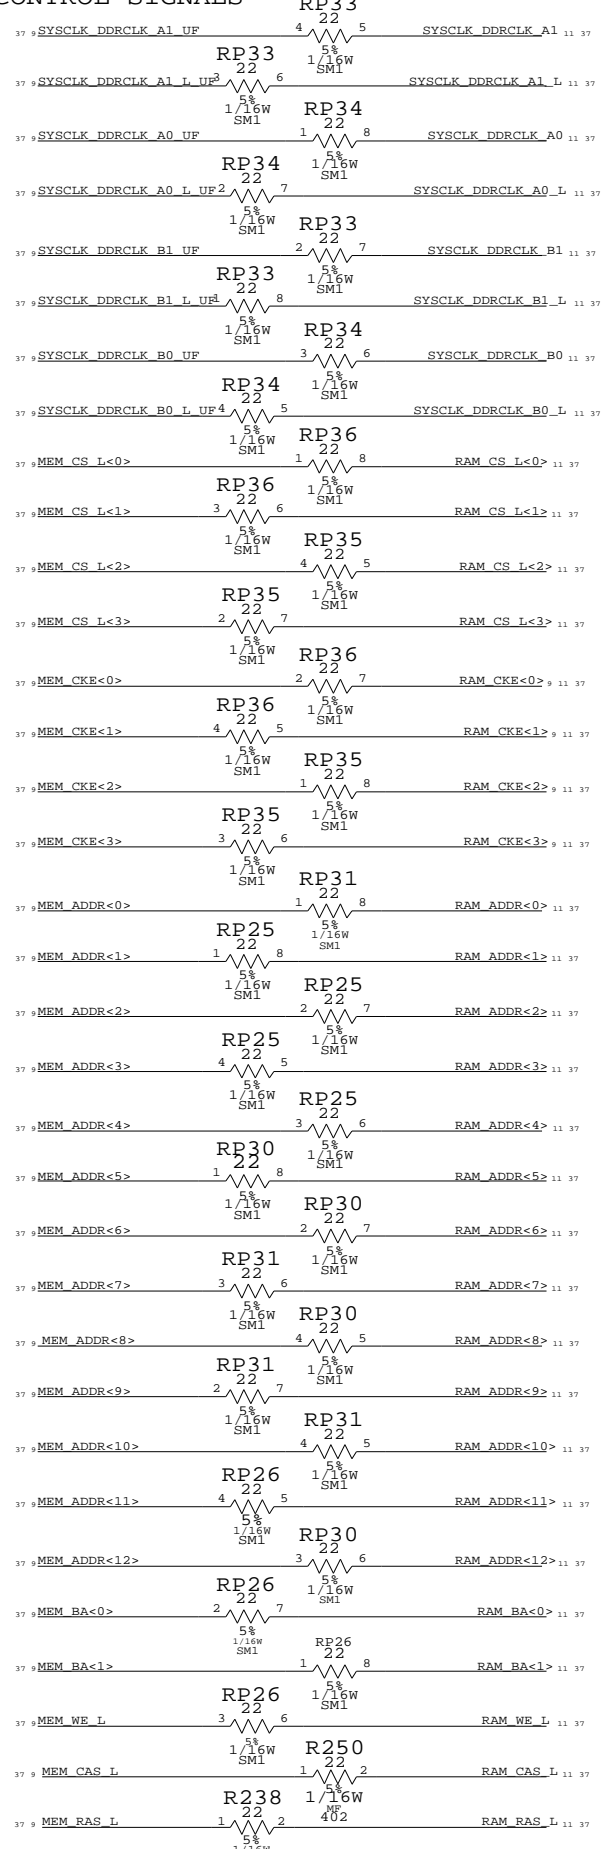 CONTROL SIGNALS
RP33
37 9 SYSCLK_DDRCLK_A1_UF 4 22 5 SYSCLK_DDRCLK_A1 11 37
5%
1/16W
SM1
RP33
22
37 9 SYSCLK_DDRCLK_A1_L_UF 3 6 SYSCLK_DDRCLK_A1_L 11 37
5%
1/16W
SM1
RP34
22
37 9 SYSCLK_DDRCLK_A0_UF 1 8 SYSCLK_DDRCLK_A0 11 37
5%
1/16W
SM1
RP34
22
37 9 SYSCLK_DDRCLK_A0_L_UF 2 7 SYSCLK_DDRCLK_A0_L 11 37
5%
1/16W
SM1
RP33
22
37 9 SYSCLK_DDRCLK_B1_UF 2 7 SYSCLK_DDRCLK_B1 11 37
5%
1/16W
SM1
RP33
22
37 9 SYSCLK_DDRCLK_B1_L_UF 1 8 SYSCLK_DDRCLK_B1_L 11 37
5%
1/16W
SM1
RP34
22
37 9 SYSCLK_DDRCLK_B0_UF 3 6 SYSCLK_DDRCLK_B0 11 37
5%
1/16W
SM1
RP34
22
37 9 SYSCLK_DDRCLK_B0_L_UF 4 5 SYSCLK_DDRCLK_B0_L 11 37
5%
1/16W
SM1
RP36
22
37 9 MEM_CS_L<0> 1 8 RAM_CS_L<0> 11 37
5%
1/16W
SM1
RP36
22
37 9 MEM_CS_L<1> 3 6 RAM_CS_L<1> 11 37
5%
1/16W
SM1
RP35
22
37 9 MEM_CS_L<2> 4 5 RAM_CS_L<2> 11 37
5%
1/16W
SM1
RP35
22
37 9 MEM_CS_L<3> 2 7 RAM_CS_L<3> 11 37
5%
1/16W
SM1
RP36
22
37 9 MEM_CKE<0> 2 7 RAM_CKE<0> 9 11 37
5%
1/16W
SM1
RP36
22
37 9 MEM_CKE<1> 4 5 RAM_CKE<1> 9 11 37
5%
1/16W
SM1
RP35
22
37 9 MEM_CKE<2> 1 8 RAM_CKE<2> 9 11 37
5%
1/16W
SM1
RP35
22
37 9 MEM_CKE<3> 3 6 RAM_CKE<3> 9 11 37
5%
1/16W
SM1
RP31
22
37 9 MEM_ADDR<0> 1 8 RAM_ADDR<0> 11 37
5%
1/16W
SM1
RP25
22
37 9 MEM_ADDR<1> 1 8 RAM_ADDR<1> 11 37
5%
1/16W
SM1
RP25
22
37 9 MEM_ADDR<2> 2 7 RAM_ADDR<2> 11 37
5%
1/16W
SM1
RP25
22
37 9 MEM_ADDR<3> 4 5 RAM_ADDR<3> 11 37
5%
1/16W
SM1
RP25
22
37 9 MEM_ADDR<4> 3 6 RAM_ADDR<4> 11 37
5%
1/16W
SM1
RP30
22
37 9 MEM_ADDR<5> 1 8 RAM_ADDR<5> 11 37
5%
1/16W
SM1
RP30
22
37 9 MEM_ADDR<6> 2 7 RAM_ADDR<6> 11 37
5%
1/16W
SM1
RP31
22
37 9 MEM_ADDR<7> 3 6 RAM_ADDR<7> 11 37
5%
1/16W
SM1
RP30
22
37 9 MEM_ADDR<8> 4 5 RAM_ADDR<8> 11 37
5%
1/16W
SM1
RP31
22
37 9 MEM_ADDR<9> 2 7 RAM_ADDR<9> 11 37
5%
1/16W
SM1
RP31
22
37 9 MEM_ADDR<10> 4 5 RAM_ADDR<10> 11 37
5%
1/16W
SM1
RP26
22
37 9 MEM_ADDR<11> 4 5 RAM_ADDR<11> 11 37
5%
1/16W
SM1
RP30
22
37 9 MEM_ADDR<12> 3 6 RAM_ADDR<12> 11 37
5%
1/16W
SM1
RP26
22
37 9 MEM_BA<0> 2 7 RAM_BA<0> 11 37
5%
1/16W
SM1
RP26
22
37 9 MEM_BA<1> 1 8 RAM_BA<1> 11 37
5%
1/16W
SM1
RP26
22
37 9 MEM_WE_L 3 6 RAM_WE_L 11 37
5%
1/16W
SM1
R250
22
37 9 MEM_CAS_L 1 2 RAM_CAS_L 11 37
5%
1/16W
MF
402
R238
22
37 9 MEM_RAS_L 1 2 RAM_RAS_L 11 37
5%
1/16W